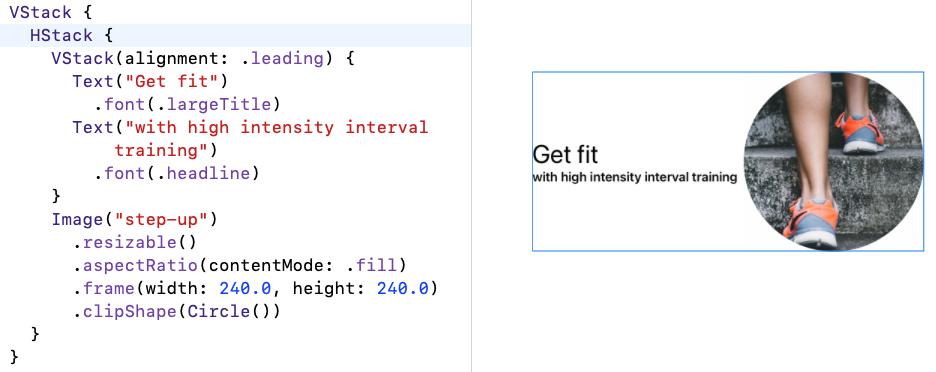 VStack {
HStack {
VStack(alignment: .leading) {
Text("Get fit")
.font(.largeTitle)
Text("with high intensity interval
training")
.font(.headline)
}
Image("step-up")
.resizable()
.aspectRatio(contentMode: .fill)
.frame(width: 240.0, height: 240.0)
.clipShape(Circle())
}
}
Get fit
with high intensity interval training